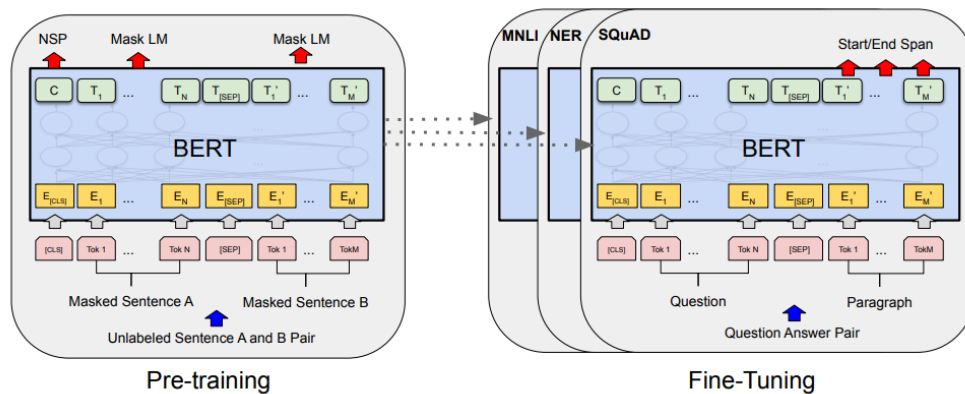 NSP Mask LM Mask LM
C T1 ... TN T[SEP] T1' ... TM'
...
BERT
...
E[CLS] E1 ... EN E[SEP] E1' ... EM'
[CLS] Tok 1 ... Tok N [SEP] Tok 1 ... TokM
Masked Sentence A Masked Sentence B
Unlabeled Sentence A and B Pair
Pre-training
MNLI NER SQuAD
Start/End Span
C T1 ... TN T[SEP] T1' ... TM'
...
BERT
...
E[CLS] E1 ... EN E[SEP] E1' ... EM'
[CLS] Tok 1 ... Tok N [SEP] Tok 1 ... TokM
Question Paragraph
Question Answer Pair
Fine-Tuning